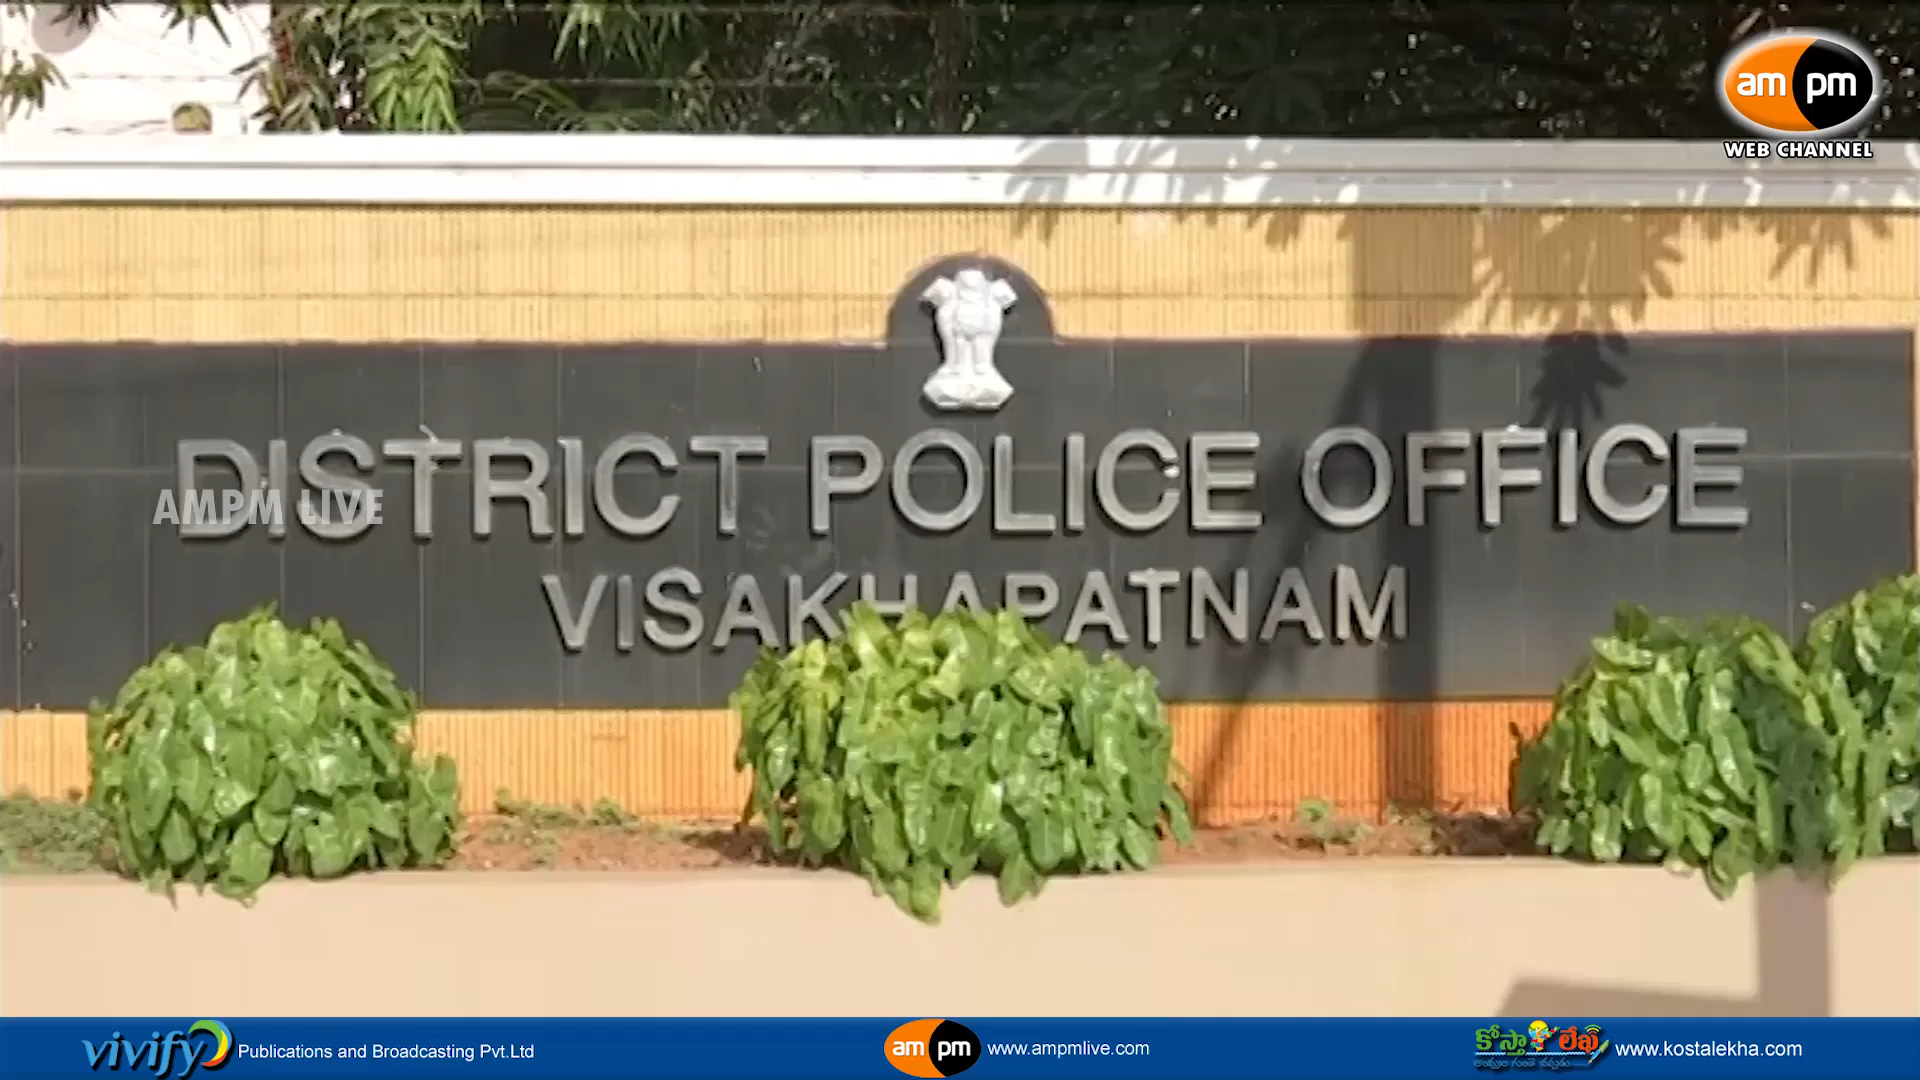 am pm
WEB CHANNEL
DISTRICT POLICE OFFICE
AMPM LIVE
VISAKHAPATNAM
vivify Publications and Broadcasting Pvt.Ltd
am pm www.ampmlive.com
కోస్తా లేఖ www.kostalekha.com